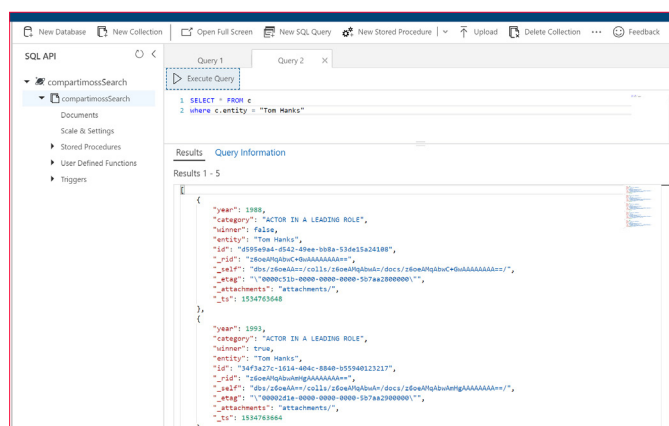 New Database New Collection Open Full Screen New SQL Query New Stored Procedure Upload Delete Collection ... Feedback
SQL API
Query 1 Query 2
Execute Query
compartimossSearch
compartimossSearch
Documents
Scale & Settings
Stored Procedures
User Defined Functions
Triggers
1 SELECT * FROM c
2 where c.entity = "Tom Hanks"
Results Query Information
Results 1 - 5
[
{
"year": 1988,
"category": "ACTOR IN A LEADING ROLE",
"winner": false,
"entity": "Tom Hanks",
"id": "d595e9a4-d542-49ee-bb8a-53de15a24108",
"_rid": "z6oeAMqAbwC+GwAAAAAAAA==",
"_self": "dbs/z6oeAA==/colls/z6oeAMqAbwA=/docs/z6oeAMqAbwC+GwAAAAAAAA==/",
"_etag": "\"0000c51b-0000-0000-0000-5b7aa2800000\"",
"_attachments": "attachments/",
"_ts": 1534763648
},
{
"year": 1993,
"category": "ACTOR IN A LEADING ROLE",
"winner": true,
"entity": "Tom Hanks",
"id": "34f3a27c-1614-404c-8840-b55940123217",
"_rid": "z6oeAMqAbwAmHgAAAAAAAA==",
"_self": "dbs/z6oeAA==/colls/z6oeAMqAbwA=/docs/z6oeAMqAbwAmHgAAAAAAAA==/",
"_etag": "\"00002d1e-0000-0000-0000-5b7aa2900000\"",
"_attachments": "attachments/",
"_ts": 1534763664